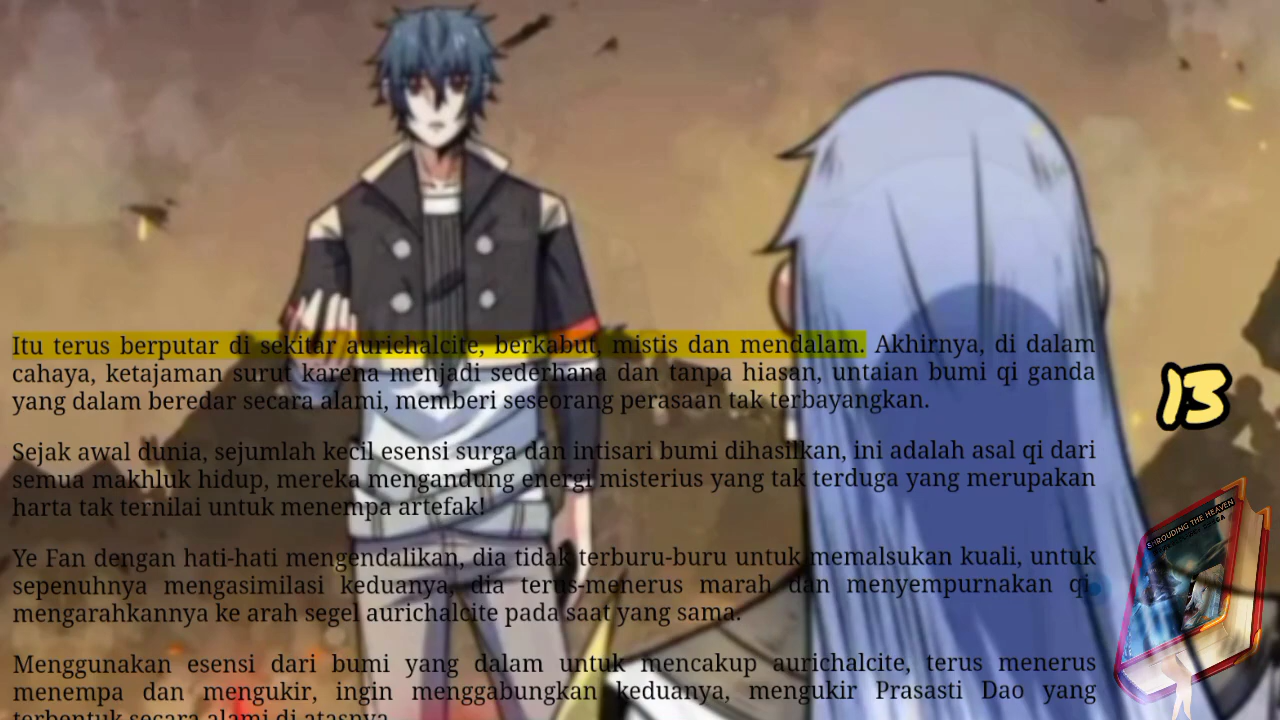 Itu terus berputar di sekitar aurichalcite, berkabut, mistis dan mendalam. Akhirnya, di dalam
cahaya, ketajaman surut karena menjadi sederhana dan tanpa hiasan, untaian bumi qi ganda
yang dalam beredar secara alami, memberi seseorang perasaan tak terbayangkan.
Sejak awal dunia, sejumlah kecil esensi surga dan intisari bumi dihasilkan, ini adalah asal qi dari
semua makhluk hidup, mereka mengandung energi misterius yang tak terduga yang merupakan
harta tak ternilai untuk menempa artefak!
Ye Fan dengan hati-hati mengendalikan, dia tidak terburu-buru untuk memalsukan kuali, untuk
sepenuhnya mengasimilasi keduanya, dia terus-menerus marah dan menyempurnakan qi,
mengarahkannya ke arah segel aurichalcite pada saat yang sama.
Menggunakan esensi dari bumi yang dalam untuk mencakup aurichalcite, terus menerus
menempa dan mengukir, ingin menggabungkan keduanya, mengukir Prasasti Dao yang
terbentuk secara alami di atasnya.
13
SHROUDING THE HEAVEN